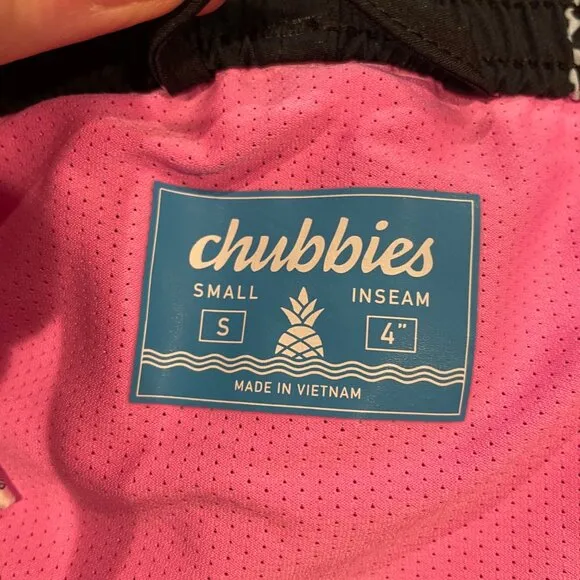 chubbies
SMALL INSEAM
S 4"
MADE IN VIETNAM